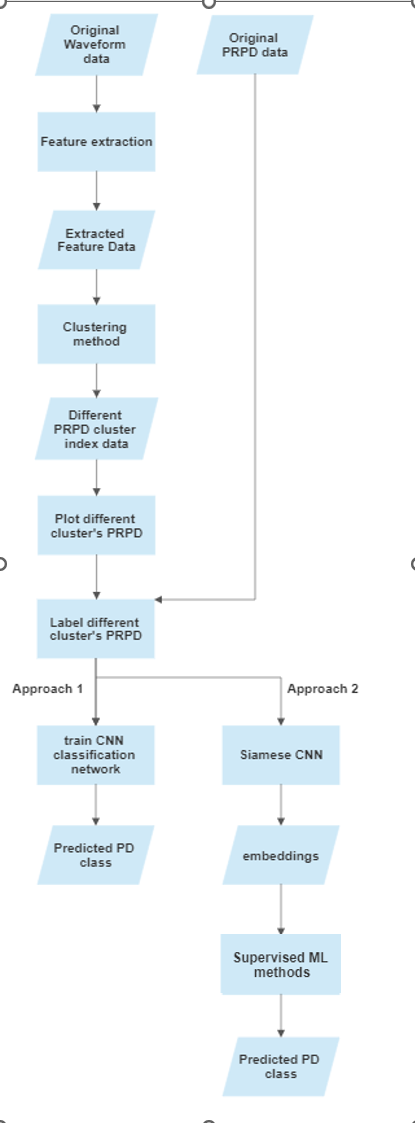 Original
Waveform
data
Original
PRPD data
Feature extraction
Extracted
Feature Data
Clustering
method
Different
PRPD cluster
index data
Plot different
cluster's PRPD
Label different
cluster's PRPD
Approach 1
Approach 2
train CNN
classification
network
Siamese CNN
Predicted PD
class
embeddings
Supervised ML
methods
Predicted PD
class